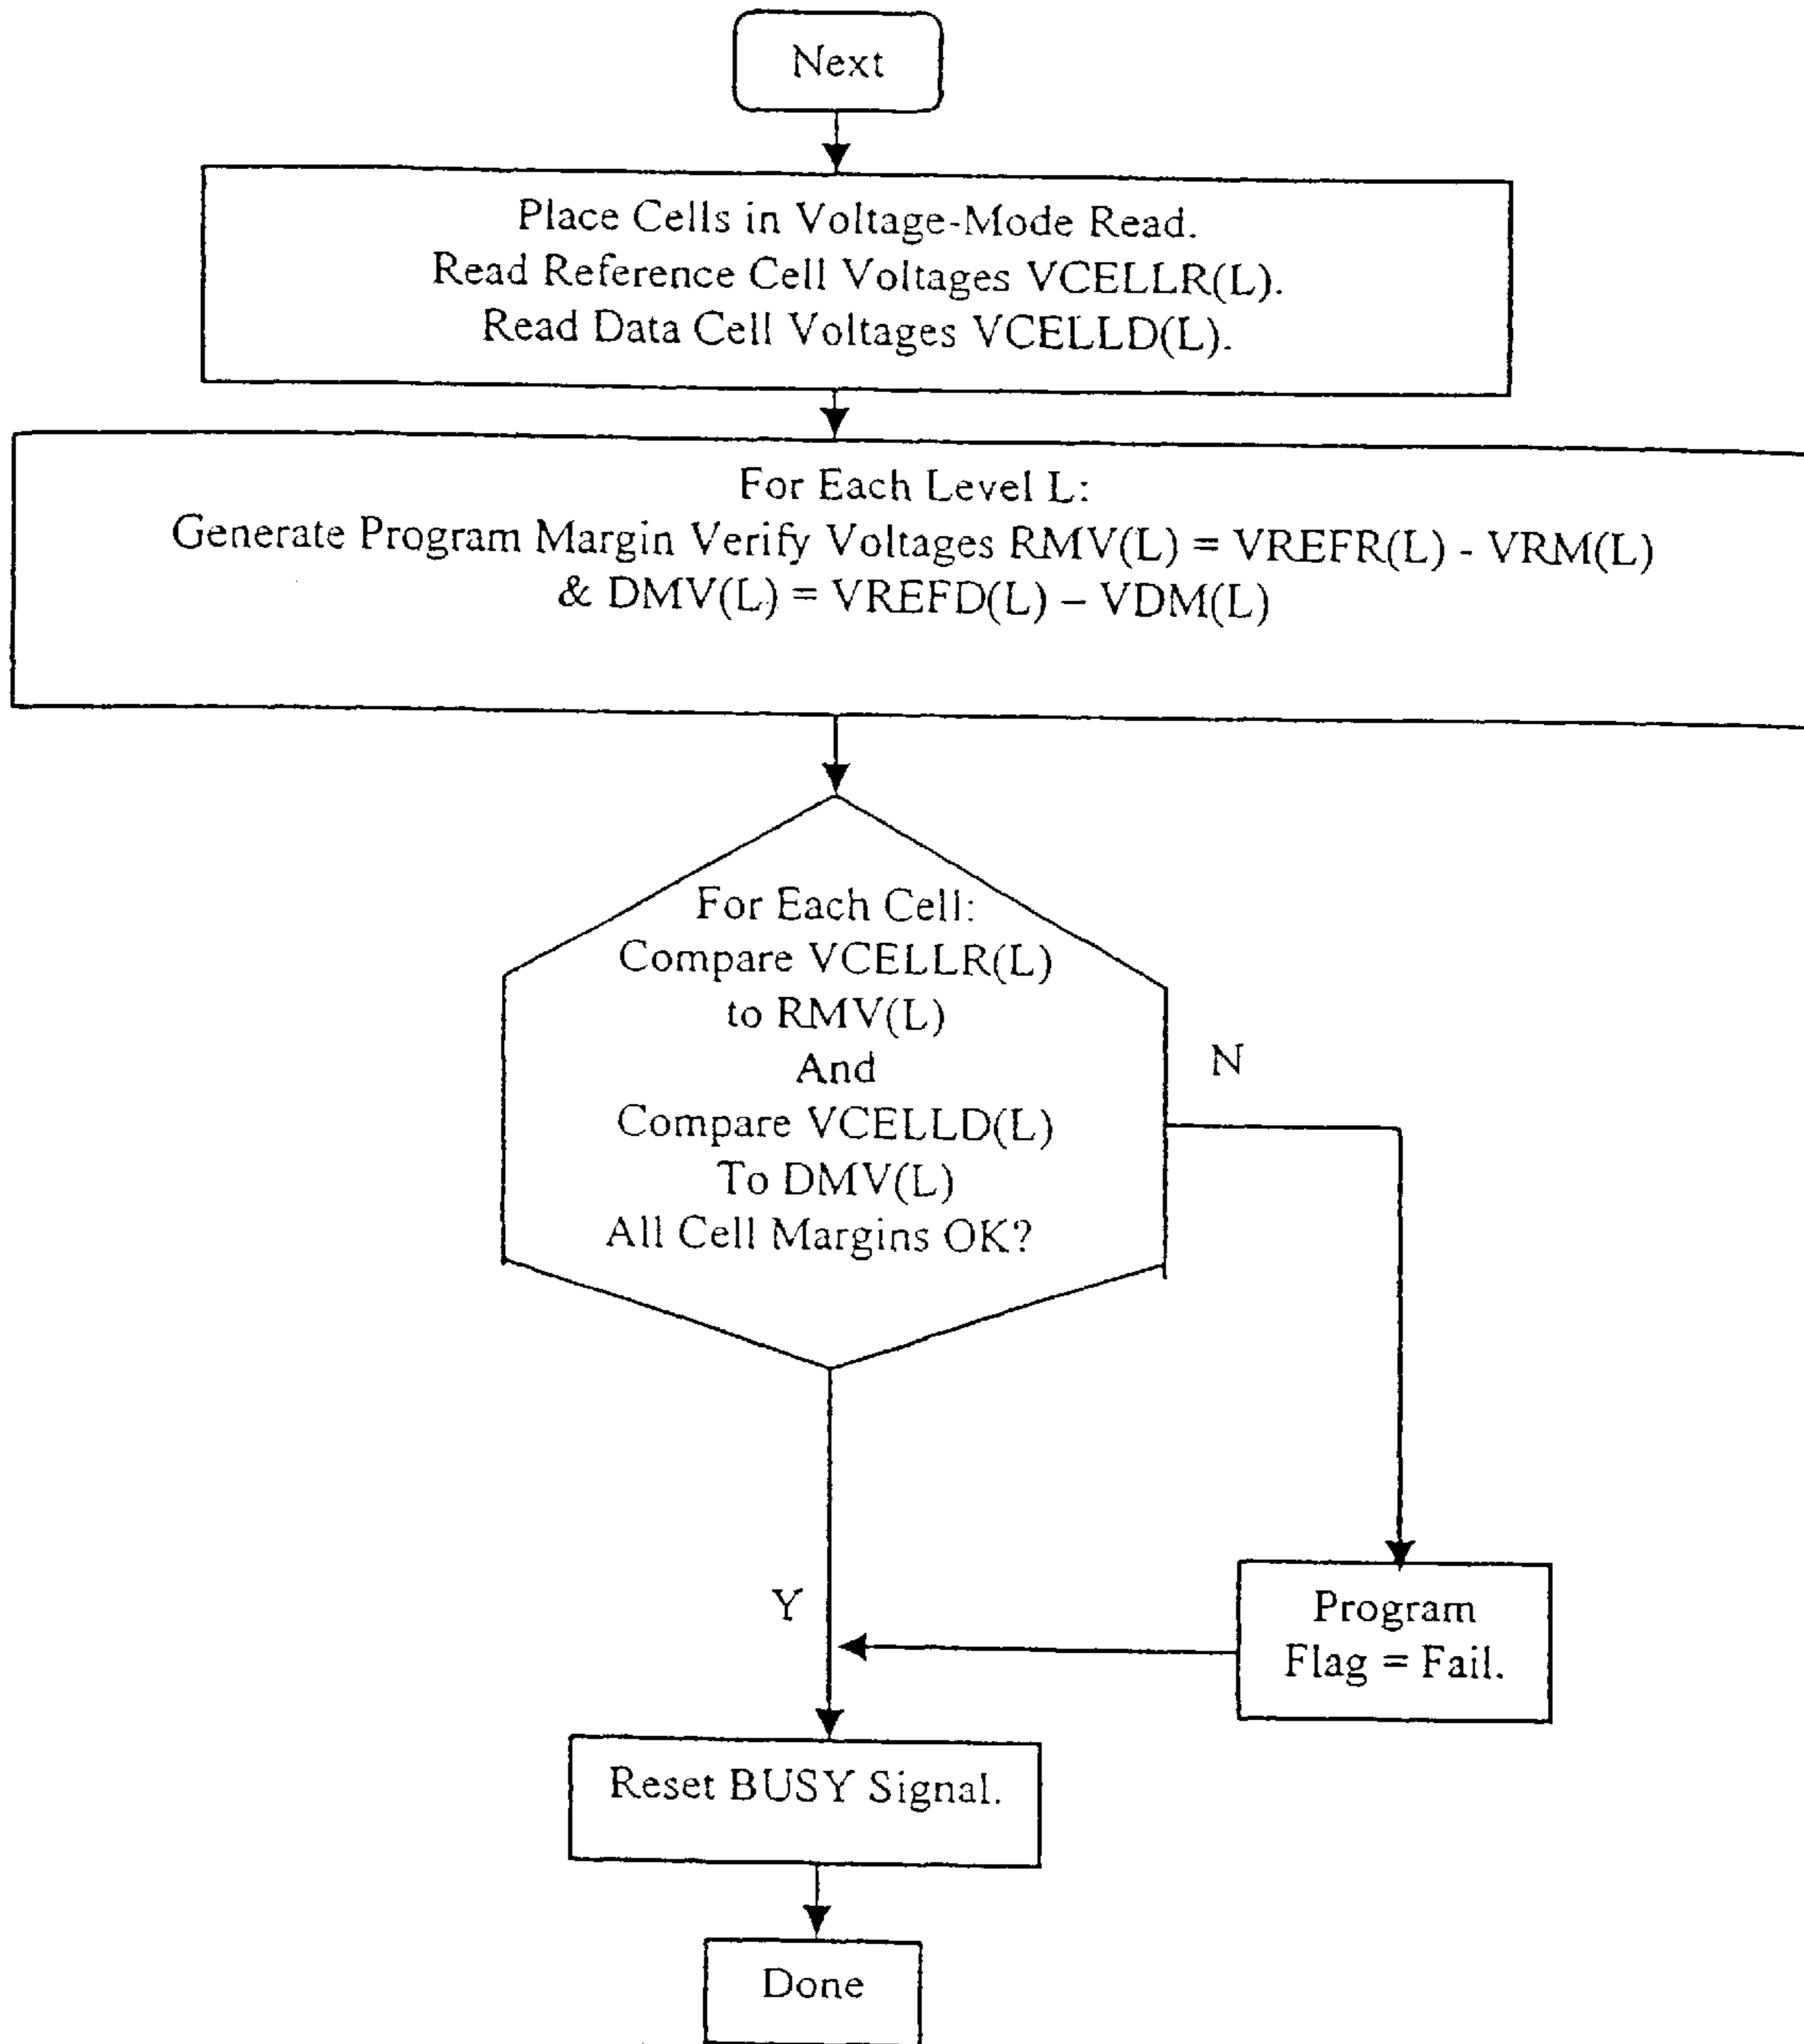 Next
Place Cells in Voltage-Mode Read.
Read Reference Cell Voltages VCELLR(L).
Read Data Cell Voltages VCELLD(L).
For Each Level L:
Generate Program Margin Verify Voltages RMV(L) = VREFR(L) - VRM(L)
& DMV(L) = VREFD(L) – VDM(L)
For Each Cell:
Compare VCELLR(L)
to RMV(L)
And
Compare VCELLD(L)
To DMV(L)
All Cell Margins OK?
N
Y
Program
Flag = Fail.
Reset BUSY Signal.
Done